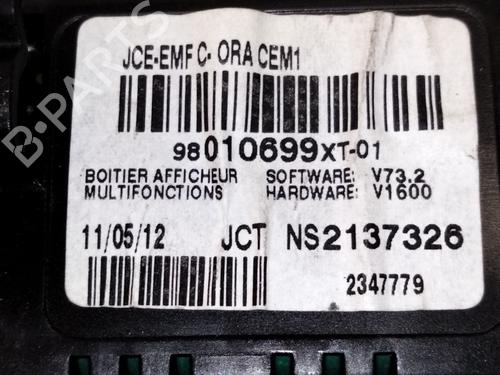 JCE-EMF C- ORA CEM1
98010699XT-01
BOITIER AFFICHEUR SOFTWARE: V73.2
MULTIFONCTIONS HARDWARE: V1600
11/05/12 JCT NS2137326
2347779
B-PARTS